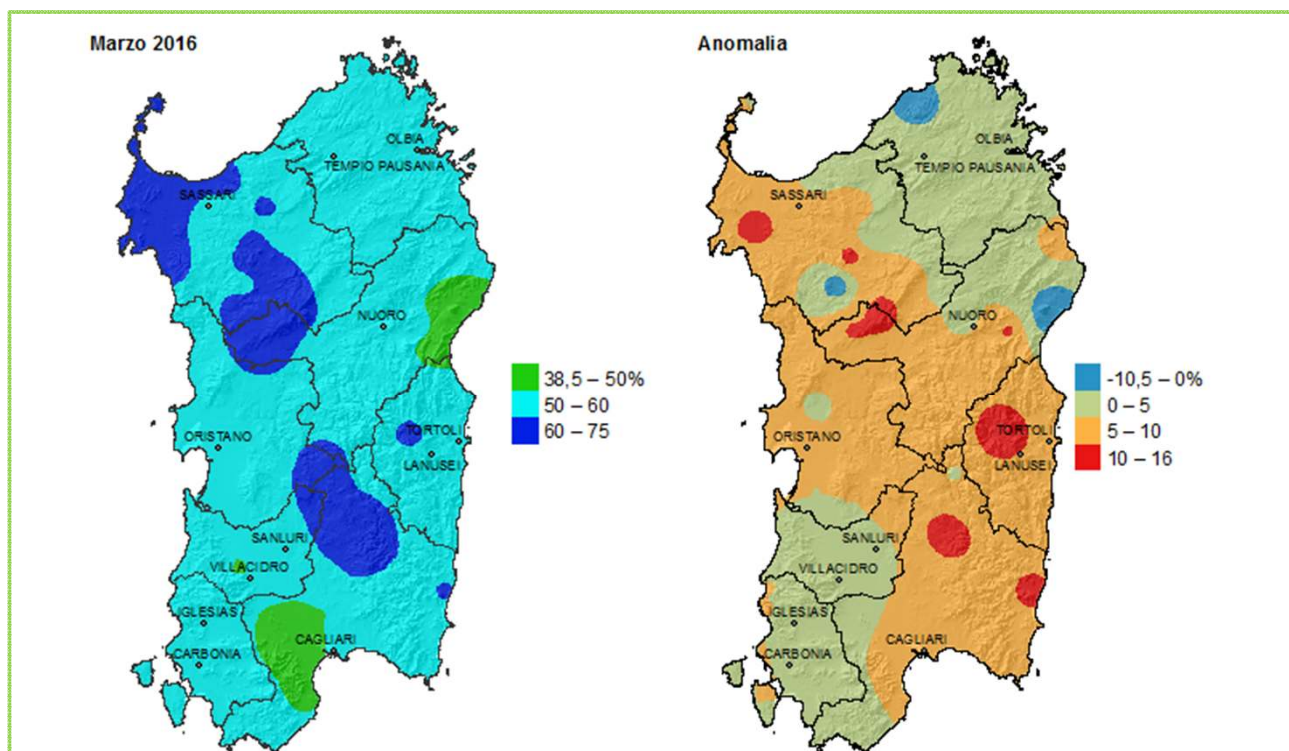 Marzo 2016
OLBIA
TEMPIO PAUSANIA
SASSARI
NUORO
ORISTANO
TORTOLI
LANUSEI
SANLURI
VILLACIDRO
IGLESIAS
CAGLIARI
CARBONIA
38,5 – 50%
50 – 60
60 – 75
Anomalia
OLBIA
TEMPIO PAUSANIA
SASSARI
NUORO
ORISTANO
TORTOLI
LANUSEI
SANLURI
VILLACIDRO
IGLESIAS
CAGLIARI
CARBONIA
-10,5 – 0%
0 – 5
5 – 10
10 – 16